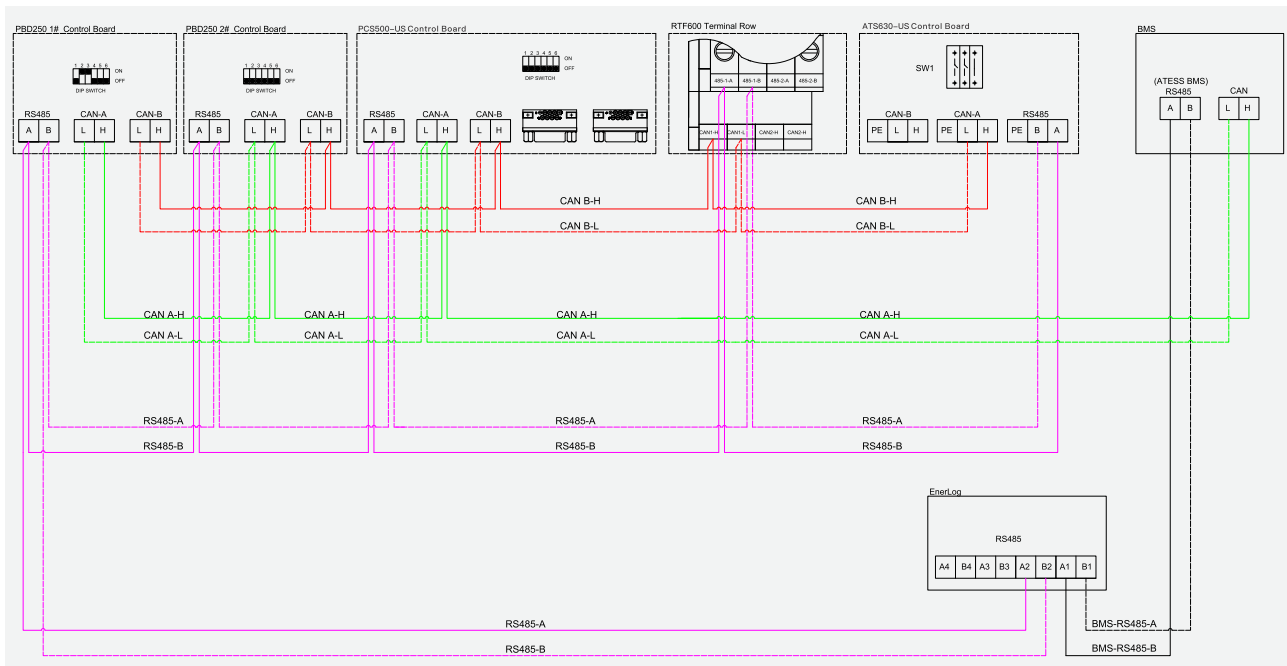 PBD250 1# Control Board
PBD250 2# Control Board
PCS500-US Control Board
RTF600 Terminal Row
ATS630-US Control Board
BMS
1 2 3 4 5 6
ON
OFF
DIP SWITCH
1 2 3 4 5 6
ON
OFF
DIP SWITCH
1 2 3 4 5 6
ON
OFF
DIP SWITCH
SW1
485-1-A 485-1-B 485-2-A 485-2-B
CAN1-H CAN1-L CAN2-H CAN2-H
(ATESS BMS)
RS485 CAN
A B L H
RS485 CAN-A CAN-B
A B L H L H
RS485 CAN-A CAN-B
A B L H L H
RS485 CAN-A CAN-B
A B L H L H
CAN-B CAN-A RS485
PE L H PE L H PE B A
CAN B-H CAN B-H
CAN B-L CAN B-L
CAN A-H CAN A-H CAN A-H CAN A-H
CAN A-L CAN A-L CAN A-L CAN A-L
RS485-A RS485-A RS485-A
RS485-B RS485-B RS485-B
EnerLog
RS485
A4 B4 A3 B3 A2 B2 A1 B1
RS485-A BMS-RS485-A
RS485-B BMS-RS485-B